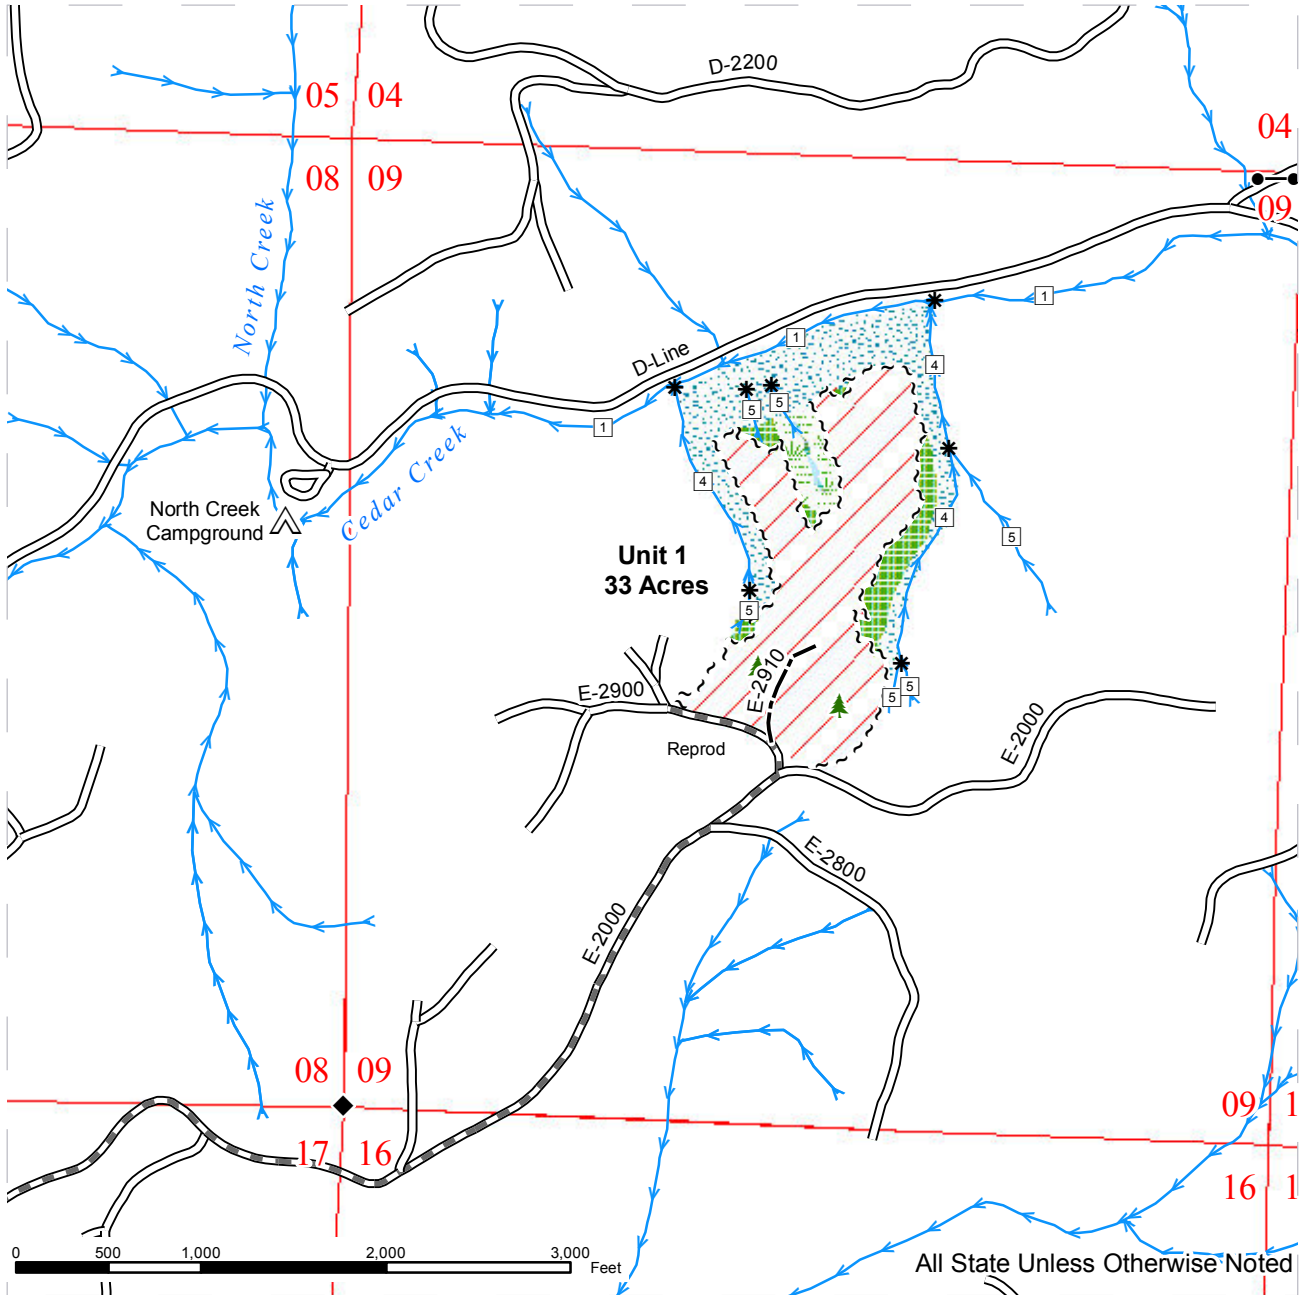 D-2200
05 04
04
08 09
09
North Creek
1
1
D-Line
4
5
5
1
Cedar Creek
4
North Creek
Campground
4
5
Unit 1
33 Acres
5
E-2910
E-2900
5
5
E-2000
Reprod
E-2800
E-2000
08 09
09 1
17 16
16 1
0 500 1,000 2,000 3,000
Feet
All State Unless Otherwise Noted